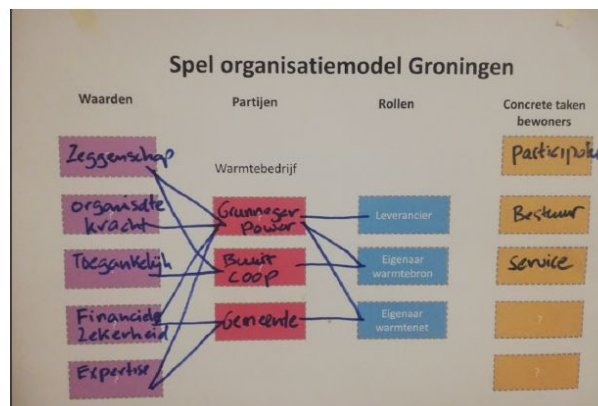 Spel organisatiemodel Groningen
Waarden
Partijen
Rollen
Concrete taken
bewoners
Zeggenschap
organisatie
kracht
Toegankelijk
Financiële
Zekerheid
Expertise
Warmtebedrijf
Grunneger
Power
Buurt
coop
Gemeente
Leverancier
Eigenaar
warmtebron
Eigenaar
warmtenet
Bestuur
Service
?
?